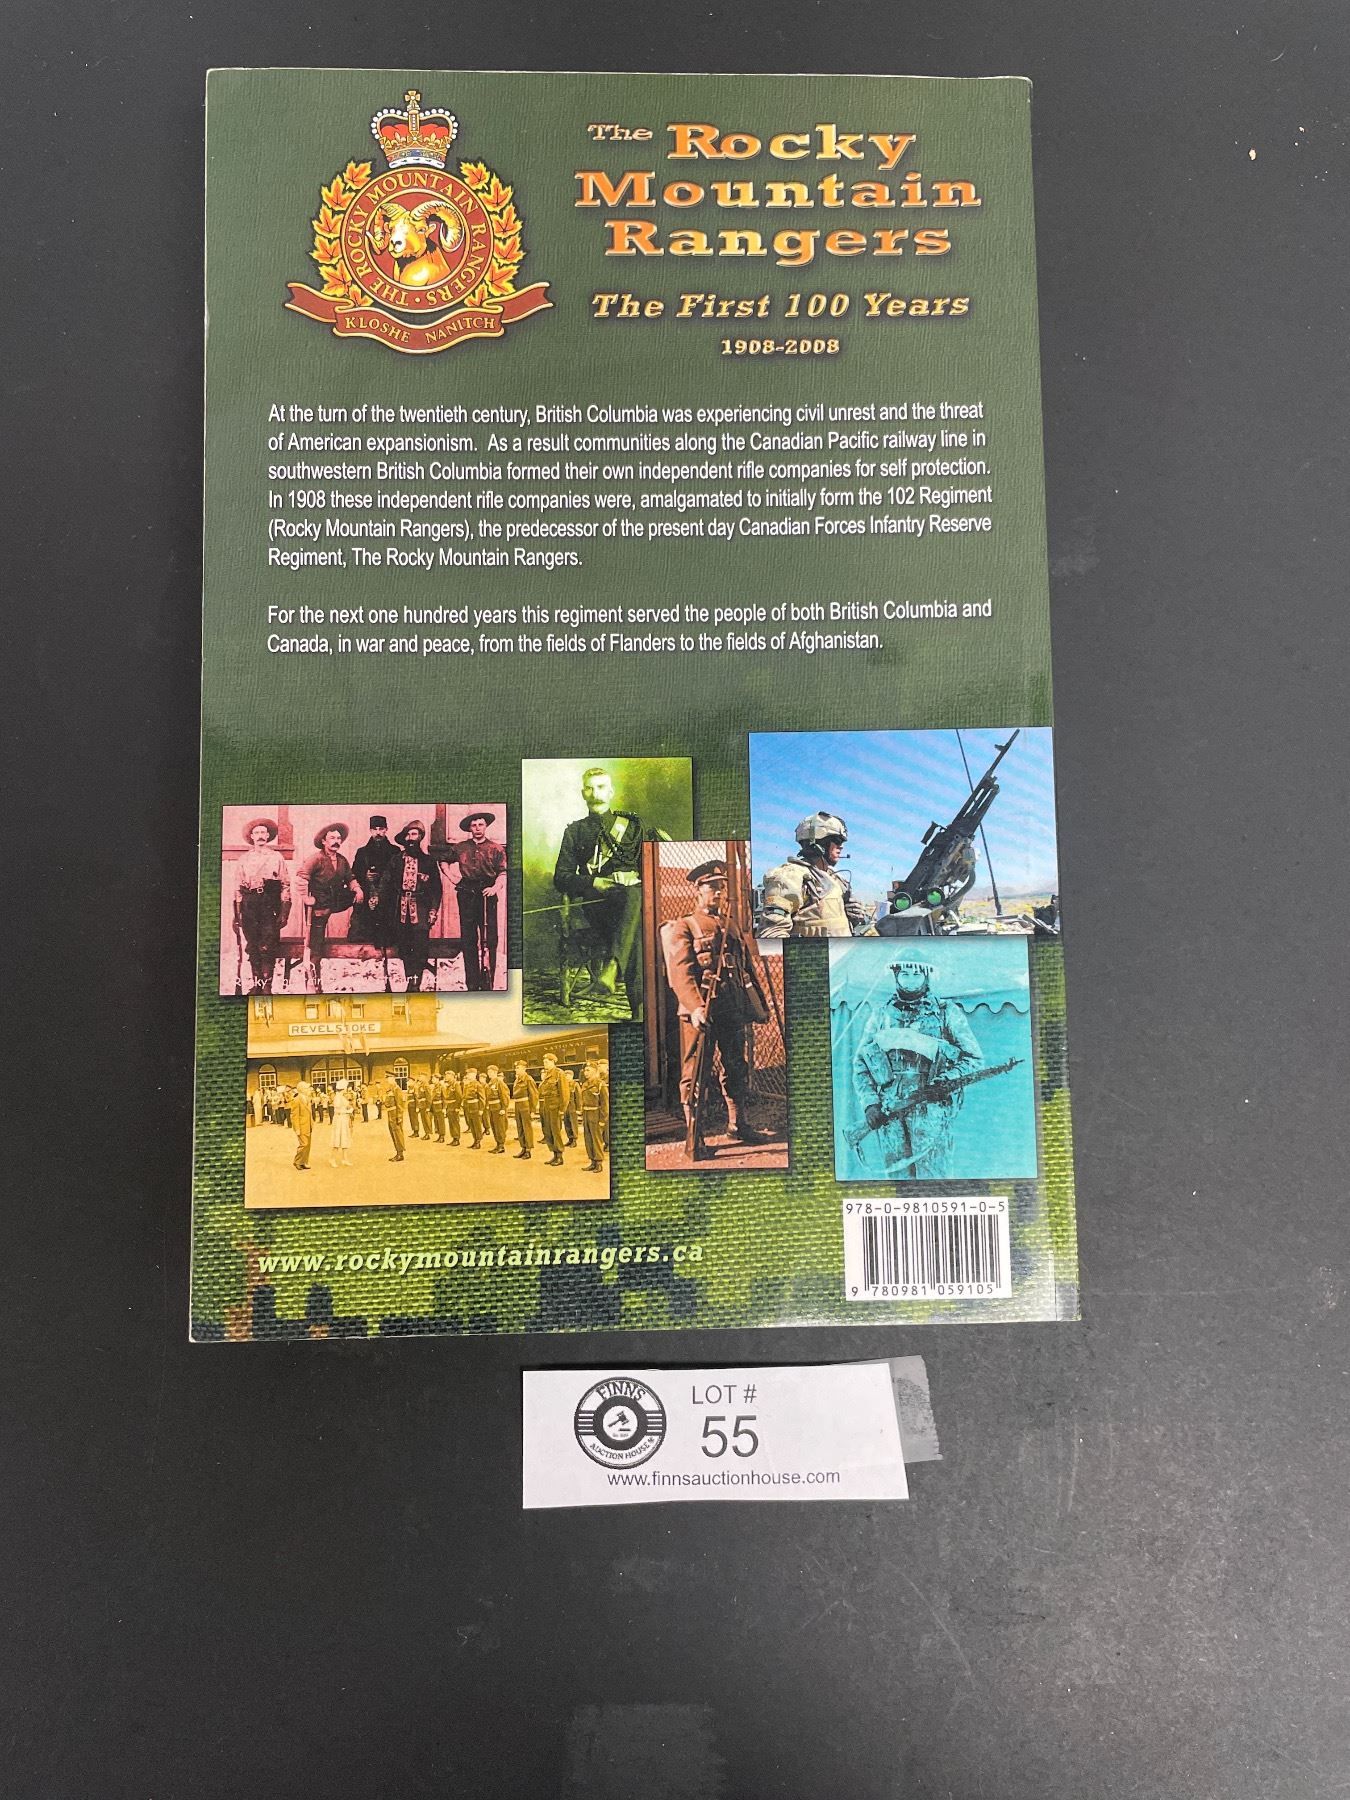 The Rocky
Mountain
Rangers
The First 100 Years
1908-2008
THE ROCKY MOUNTAIN RANGERS
KLOSHE NANITCH
At the turn of the twentieth century, British Columbia was experiencing civil unrest and the threat
of American expansionism. As a result communities along the Canadian Pacific railway line in
southwestern British Columbia formed their own independent rifle companies for self protection.
In 1908 these independent rifle companies were, amalgamated to initially form the 102 Regiment
(Rocky Mountain Rangers), the predecessor of the present day Canadian Forces Infantry Reserve
Regiment, The Rocky Mountain Rangers.
For the next one hundred years this regiment served the people of both British Columbia and
Canada, in war and peace, from the fields of Flanders to the fields of Afghanistan.
REVELSTOKE
NATIONAL
978-0-9810591-0-5
9 780981 059105
www.rockymountainrangers.ca
FINNS
AUCTION HOUSE
LOT #
55
www.finnsauctionhouse.com